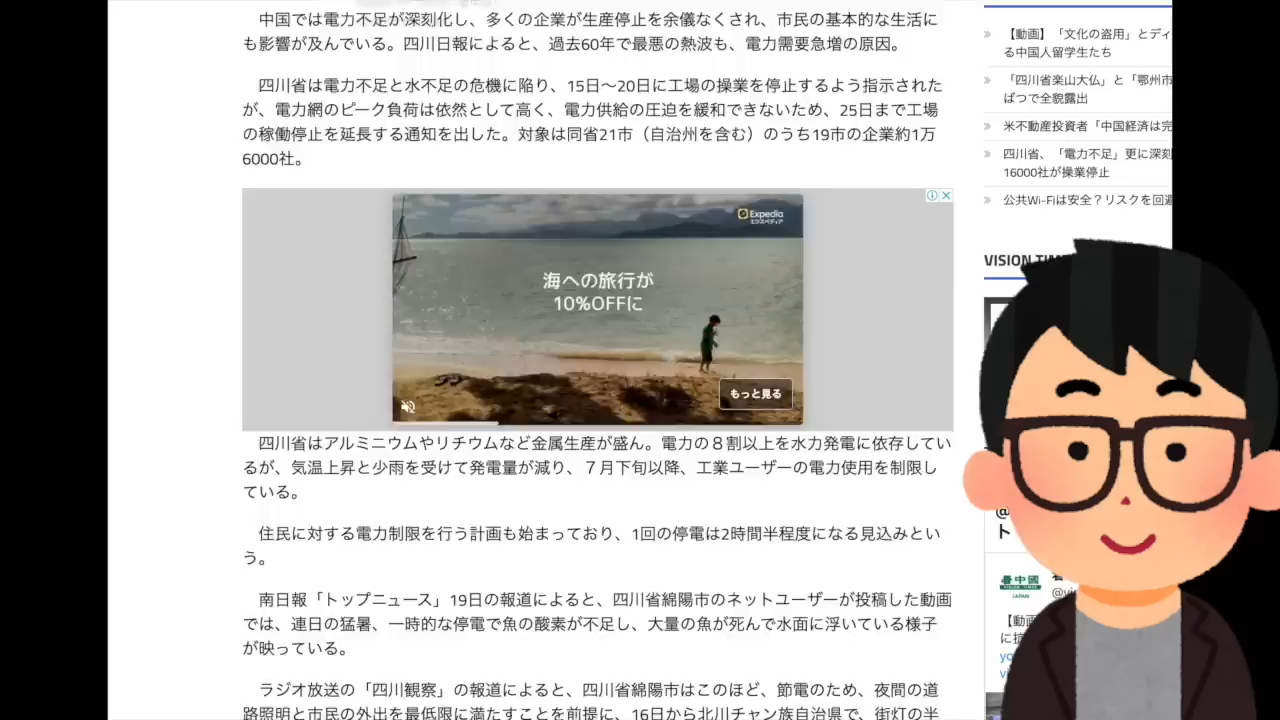 中国では電力不足が深刻化し、多くの企業が生産停止を余儀なくされ、市民の基本的な生活に
も影響が及んでいる。四川日報によると、過去60年で最悪の熱波も、電力需要急増の原因。
四川省は電力不足と水不足の危機に陥り、15日〜20日に工場の操業を停止するよう指示された
が、電力網のピーク負荷は依然として高く、電力供給の圧迫を緩和できないため、25日まで工場
の稼働停止を延長する通知を出した。対象は同省21市（自治州を含む）のうち19市の企業約1万
6000社。
Expedia
エクスペディア
海への旅行が
10%OFFに
もっと見る
四川省はアルミニウムやリチウムなど金属生産が盛ん。電力の８割以上を水力発電に依存してい
るが、気温上昇と少雨を受けて発電量が減り、７月下旬以降、工業ユーザーの電力使用を制限し
ている。
住民に対する電力制限を行う計画も始まっており、1回の停電は2時間半程度になる見込みとい
う。
南日報「トップニュース」19日の報道によると、四川省綿陽市のネットユーザーが投稿した動画
では、連日の猛暑、一時的な停電で魚の酸素が不足し、大量の魚が死んで水面に浮いている様子
が映っている。
ラジオ放送の「四川観察」の報道によると、四川省綿陽市はこのほど、節電のため、夜間の道
路照明と市民の外出を最低限に満たすことを前提に、16日から北川チャン族自治県で、街灯の半
【動画】「文化の盗用」とディ
る中国人留学生たち
「四川省楽山大仏」と「鄂州市
ばつで全貌露出
米不動産投資者「中国経済は完
四川省、「電力不足」更に深刻
16000社が操業停止
公共Wi-Fiは安全？リスクを回避
VISION TIM
@
ト
看中國
VISION TIMES
JAPAN
@vi
【動画
に抗
yo
vi